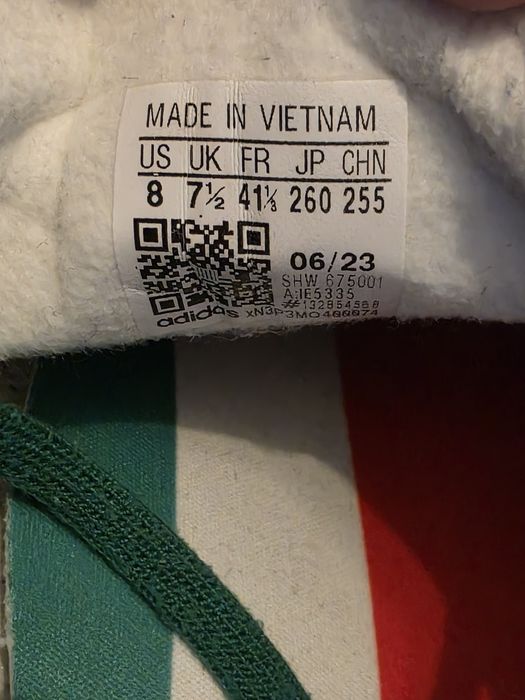 MADE IN VIETNAM
US UK FR JP CHN
8 7½ 41⅓ 260 255
06/23
SHW 675001
A:IE5335
adidas